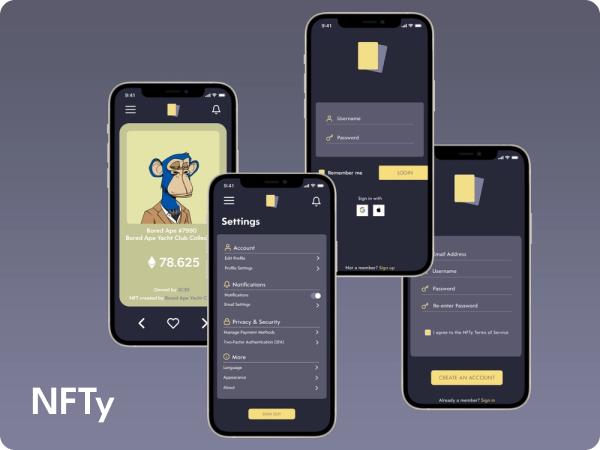 9:41
Bored Ape #7990
Bored Ape Yacht Club Collec
78.625
Owned by
NFT created by Bored Ape Yacht C
9:41
Settings
Account
Edit Profile
Profile Settings
Notifications
Notifications
Email Settings
Privacy & Security
Manage Payment Methods
Two-Factor Authentication (2FA)
More
Language
Appearance
About
SIGN OUT
9:41
Username
Password
Remember me
LOGIN
Sign in with
G
Not a member? Sign up
Email Address
Username
Password
Re-enter Password
I agree to the NFTy Terms of Service
CREATE AN ACCOUNT
Already a member? Sign in
NFTy